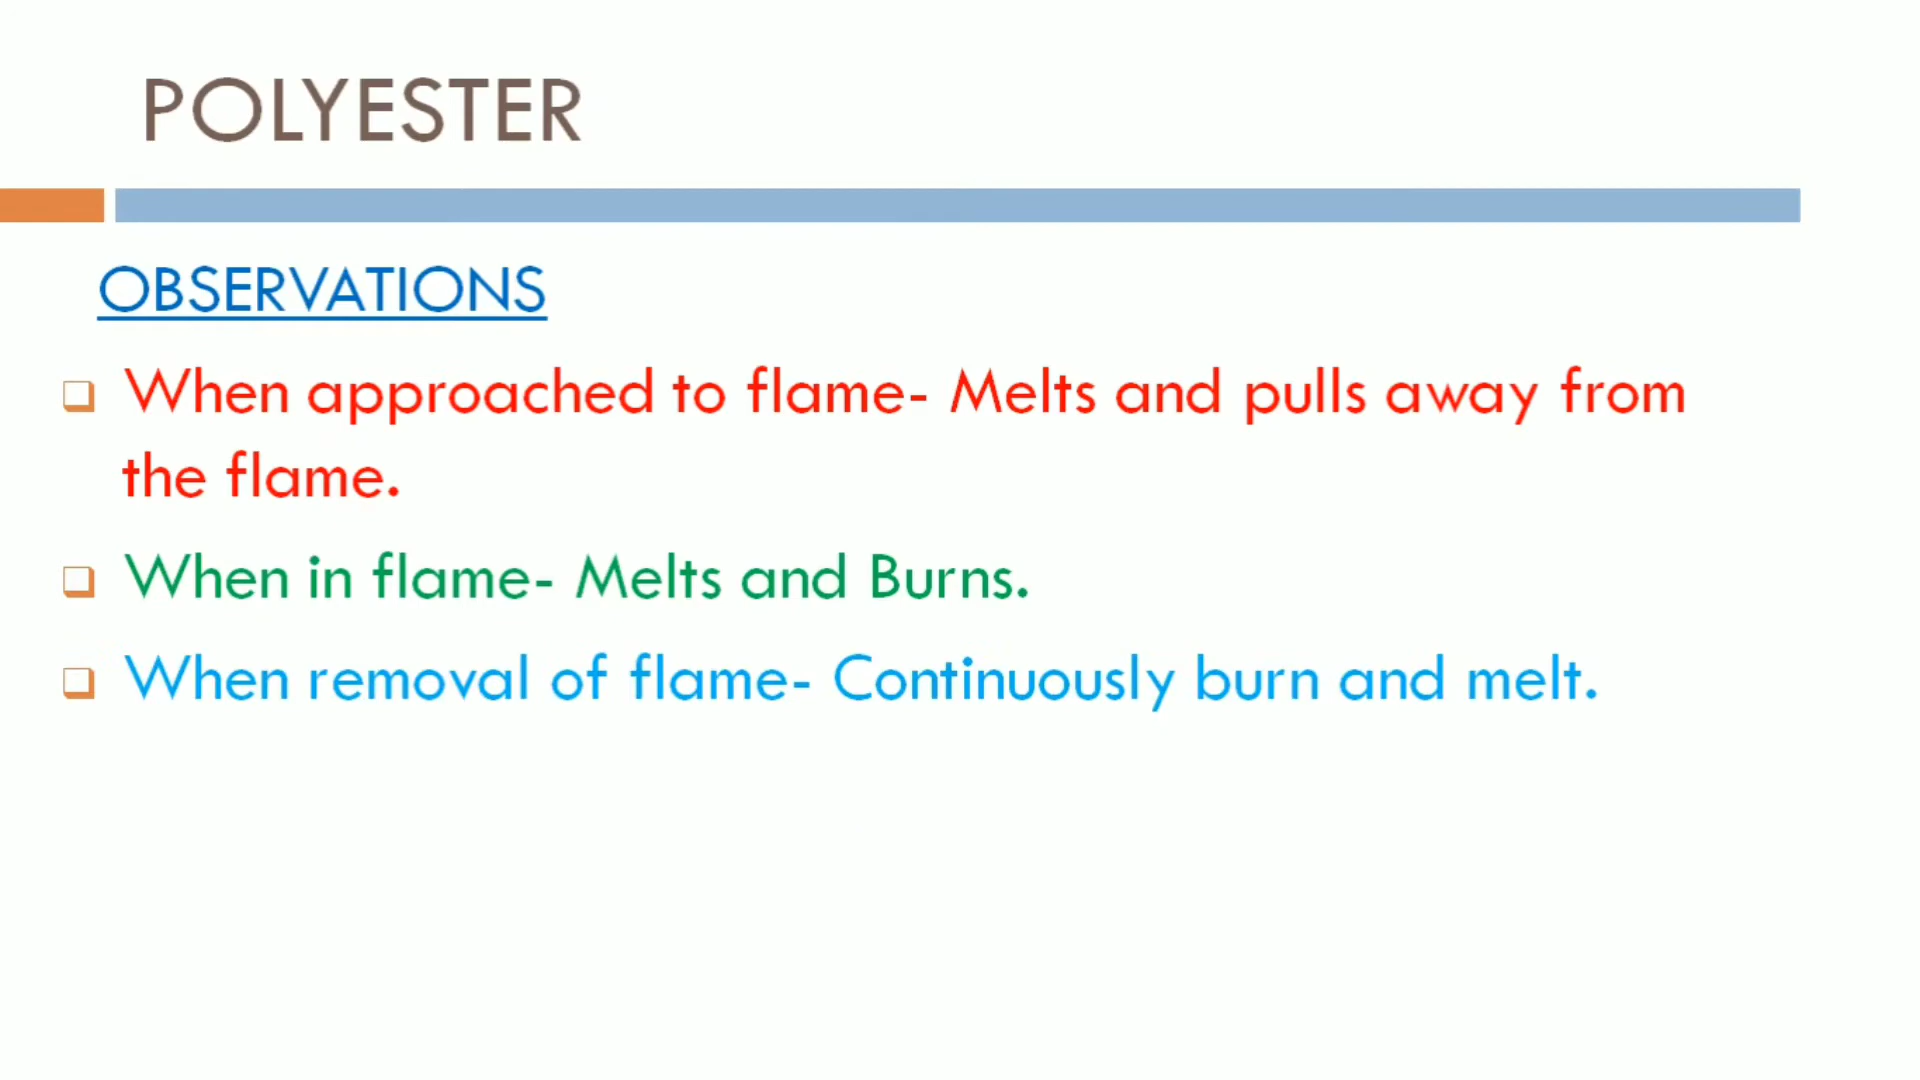 POLYESTER
OBSERVATIONS
When approached to flame- Melts and pulls away from
the flame.
When in flame- Melts and Burns.
When removal of flame- Continuously burn and melt.